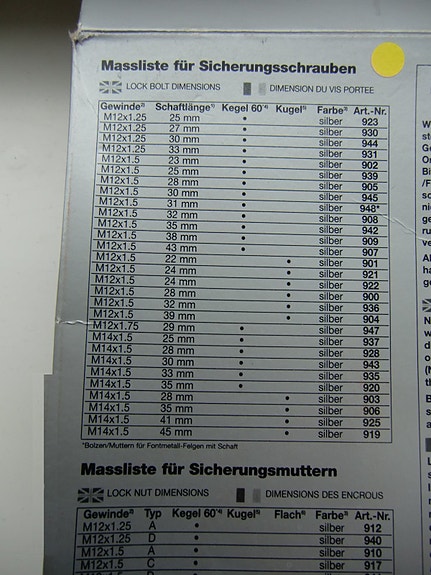 Massliste für Sicherungsschrauben
LOCK BOLT DIMENSIONS DIMENSION DU VIS PORTEE
Gewinde²⁾ Schaftlänge¹⁾ Kegel 60°⁴⁾ Kugel⁵⁾ Farbe³⁾ Art.-Nr.
M12x1.25 25 mm • silber 923
M12x1.25 27 mm • silber 930
M12x1.25 30 mm • silber 944
M12x1.25 33 mm • silber 931
M12x1.5 23 mm • silber 902
M12x1.5 25 mm • silber 939
M12x1.5 28 mm • silber 905
M12x1.5 30 mm • silber 945
M12x1.5 31 mm • silber 948*
M12x1.5 32 mm • silber 908
M12x1.5 35 mm • silber 942
M12x1.5 38 mm • silber 909
M12x1.5 43 mm • silber 907
M12x1.5 22 mm • silber 901
M12x1.5 24 mm • silber 921
M12x1.5 24 mm • silber 922
M12x1.5 28 mm • silber 900
M12x1.5 32 mm • silber 936
M12x1.5 39 mm • silber 904
M12x1.75 29 mm • silber 947
M14x1.5 25 mm • silber 937
M14x1.5 28 mm • silber 928
M14x1.5 30 mm • silber 943
M14x1.5 33 mm • silber 935
M14x1.5 35 mm • silber 920
M14x1.5 28 mm • silber 903
M14x1.5 35 mm • silber 906
M14x1.5 41 mm • silber 925
M14x1.5 45 mm • silber 919
*Bolzen/Muttern für Fontmetall-Felgen mit Schaft
Massliste für Sicherungsmuttern
LOCK NUT DIMENSIONS DIMENSIONS DES ENCROUS
Gewinde²⁾ Typ Kegel 60°⁴⁾ Kugel⁵⁾ Flach⁶⁾ Farbe³⁾ Art.-Nr.
M12x1.25 A • silber 912
M12x1.25 D • silber 940
M12x1.5 A • silber 910
M12x1.5 C • silber 917